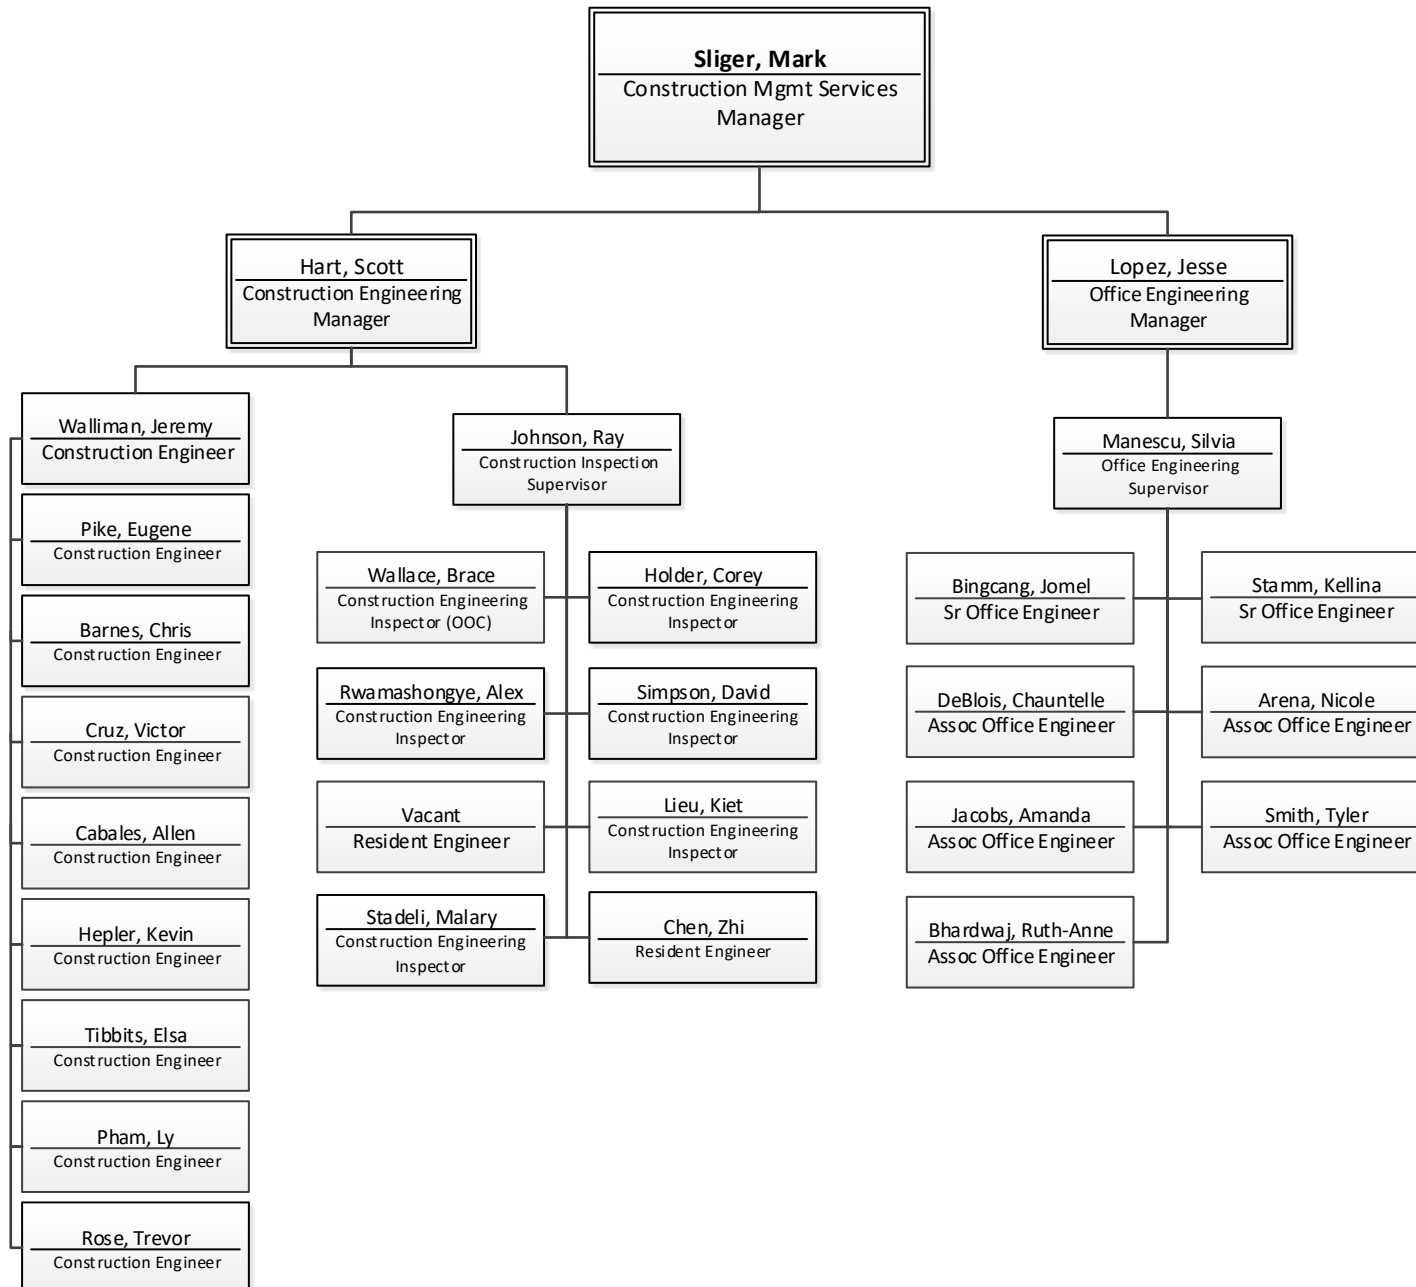 Sliger, Mark
Construction Mgmt Services
Manager
Hart, Scott
Construction Engineering
Manager
Lopez, Jesse
Office Engineering
Manager
Walliman, Jeremy
Construction Engineer
Pike, Eugene
Construction Engineer
Barnes, Chris
Construction Engineer
Cruz, Victor
Construction Engineer
Cabales, Allen
Construction Engineer
Hepler, Kevin
Construction Engineer
Tibbits, Elsa
Construction Engineer
Pham, Ly
Construction Engineer
Rose, Trevor
Construction Engineer
Johnson, Ray
Construction Inspection
Supervisor
Wallace, Brace
Construction Engineering
Inspector (OOC)
Holder, Corey
Construction Engineering
Inspector
Rwamashongye, Alex
Construction Engineering
Inspector
Simpson, David
Construction Engineering
Inspector
Vacant
Resident Engineer
Lieu, Kiet
Construction Engineering
Inspector
Stadeli, Malary
Construction Engineering
Inspector
Chen, Zhi
Resident Engineer
Manescu, Silvia
Office Engineering
Supervisor
Bingcang, Jomel
Sr Office Engineer
Stamm, Kellina
Sr Office Engineer
DeBlois, Chauntelle
Assoc Office Engineer
Arena, Nicole
Assoc Office Engineer
Jacobs, Amanda
Assoc Office Engineer
Smith, Tyler
Assoc Office Engineer
Bhardwaj, Ruth-Anne
Assoc Office Engineer